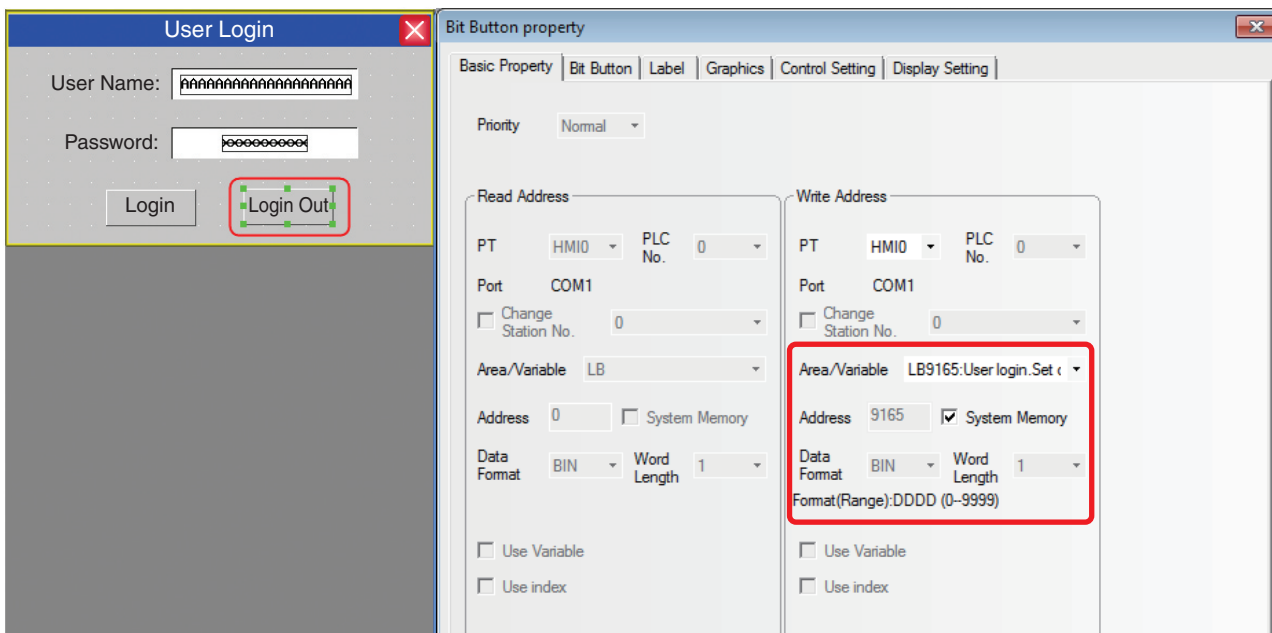 User Login
User Name: AAAAAAAAAAAAAAAAAAAA
Password:
Login Login Out
Bit Button property
Basic Property Bit Button Label Graphics Control Setting Display Setting
Priority Normal
Read Address
PT HMI0 PLC No. 0
Port COM1
Change Station No. 0
Area/Variable LB
Address 0 System Memory
Data Format BIN Word Length 1
Use Variable
Use index
Write Address
PT HMI0 PLC No. 0
Port COM1
Change Station No. 0
Area/Variable LB9165:User login.Set
Address 9165 System Memory
Data Format BIN Word Length 1
Format(Range):DDDD (0--9999)
Use Variable
Use index